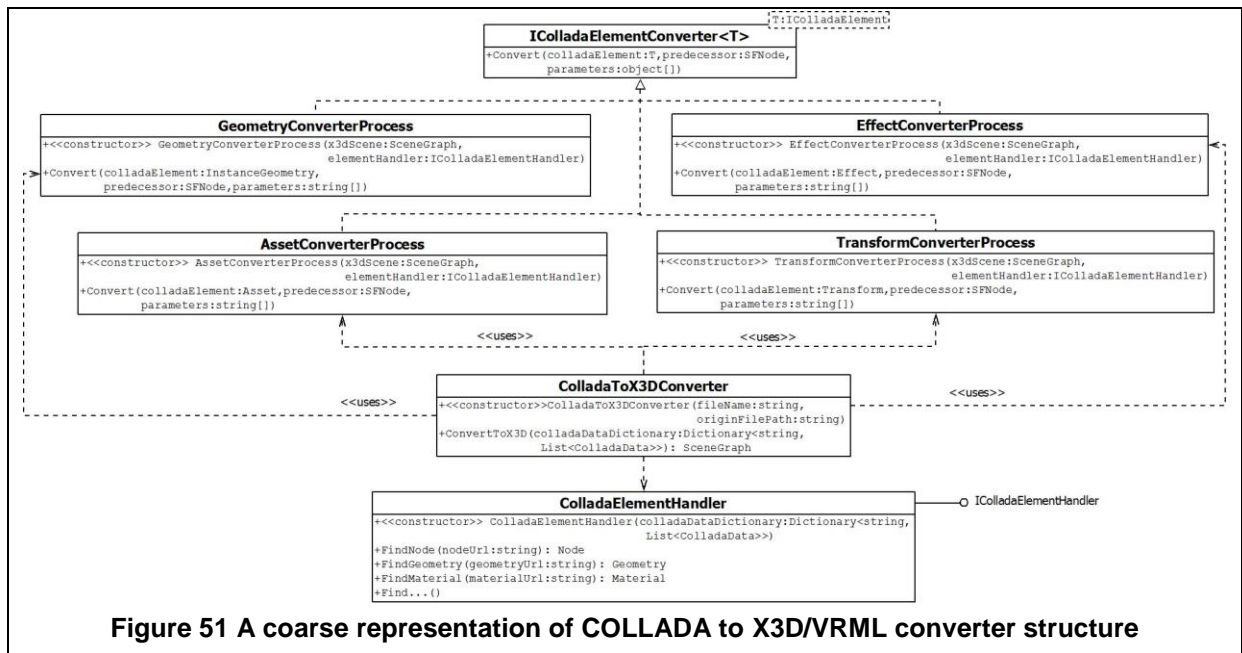 T:IColladaElement
IColladaElementConverter<T>
+Convert(colladaElement:T,predecessor:SFNode,
parameters:object[])
GeometryConverterProcess
+<<constructor>> GeometryConverterProcess(x3dScene:SceneGraph,
elementHandler:IColladaElementHandler)
+Convert(colladaElement:InstanceGeometry,
predecessor:SFNode,parameters:string[])
EffectConverterProcess
+<<constructor>> EffectConverterProcess(x3dScene:SceneGraph,
elementHandler:IColladaElementHandler)
+Convert(colladaElement:Effect,predecessor:SFNode,
parameters:string[])
AssetConverterProcess
+<<constructor>> AssetConverterProcess(x3dScene:SceneGraph,
elementHandler:IColladaElementHandler)
+Convert(colladaElement:Asset,predecessor:SFNode,
parameters:string[])
TransformConverterProcess
+<<constructor>> TransformConverterProcess(x3dScene:SceneGraph,
elementHandler:IColladaElementHandler)
+Convert(colladaElement:Transform,predecessor:SFNode,
parameters:string[])
<<uses>>
<<uses>>
<<uses>>
<<uses>>
ColladaToX3DConverter
+<<constructor>>ColladaToX3DConverter(fileName:string,
originFilePath:string)
+ConvertToX3D(colladaDataDictionary:Dictionary<string,
List<ColladaData>>): SceneGraph
ColladaElementHandler
+<<constructor>> ColladaElementHandler(colladaDataDictionary:Dictionary<string,
List<ColladaData>>)
+FindNode(nodeUrl:string): Node
+FindGeometry(geometryUrl:string): Geometry
+FindMaterial(materialUrl:string): Material
+Find...()
IColladaElementHandler
Figure 51 A coarse representation of COLLADA to X3D/VRML converter structure